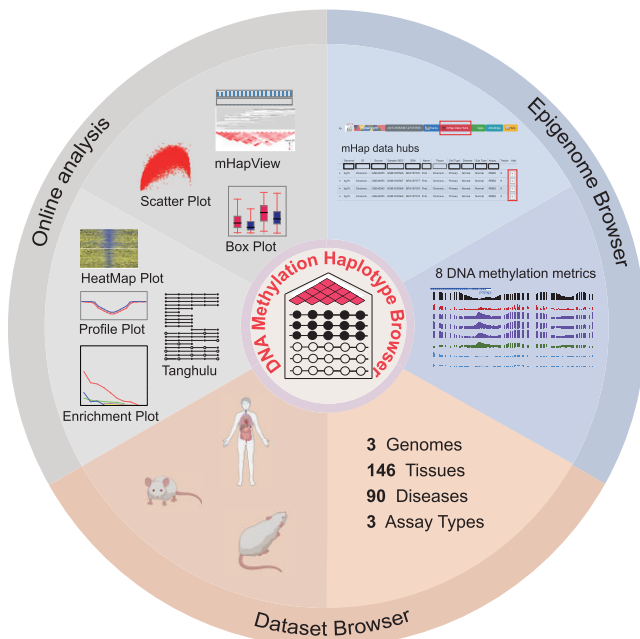 Online analysis
mHapView
Scatter Plot
Box Plot
HeatMap Plot
Profile Plot
Tanghulu
Enrichment Plot
Epigenome Browser
mHap data hubs
8 DNA methylation metrics
DNA Methylation Haplotype Browser
3 Genomes
146 Tissues
90 Diseases
3 Assay Types
Dataset Browser